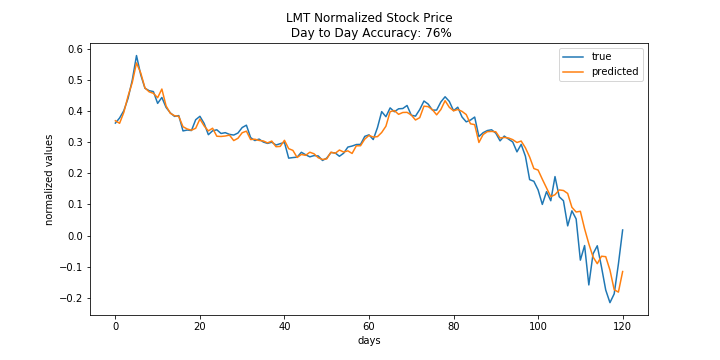 LMT Normalized Stock Price
Day to Day Accuracy: 76%
true
predicted
normalized values
0.6
0.5
0.4
0.3
0.2
0.1
0.0
−0.1
−0.2
0
20
40
60
80
100
120
days